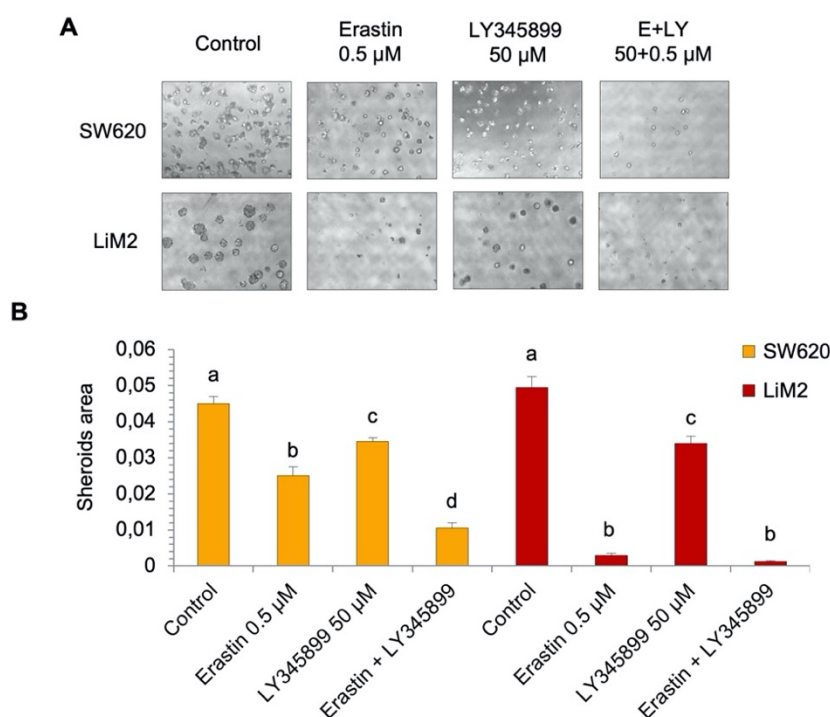 A
Control
Erastin
0.5 µM
LY345899
50 µM
E+LY
50+0.5 µM
SW620
LiM2
B
Sheroids area
0,06
0,05
0,04
0,03
0,02
0,01
0
a
b
c
d
a
b
c
b
SW620
LiM2
Control
Erastin 0.5 µM
LY345899 50 µM
Erastin + LY345899
Control
Erastin 0.5 µM
LY345899 50 µM
Erastin + LY345899